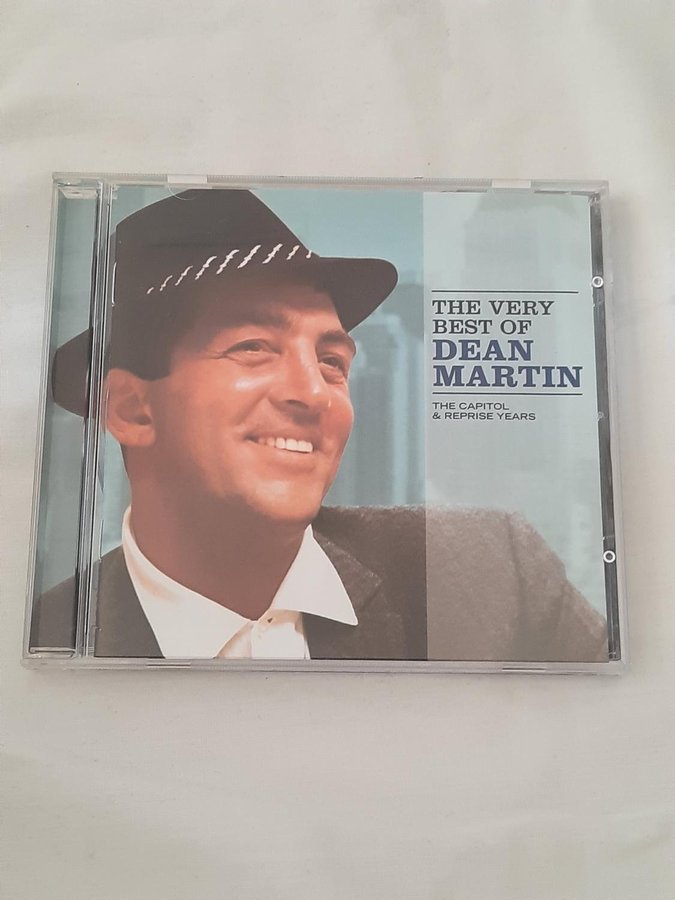 THE VERY
BEST OF
DEAN
MARTIN
THE CAPITOL
& REPRISE YEARS